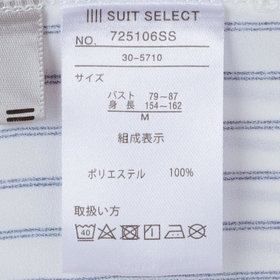 SUIT SELECT
NO. 725106SS
30-5710
サイズ
バスト 79~87
身長 154~162
M
組成表示
ポリエステル 100%
取扱い方
40